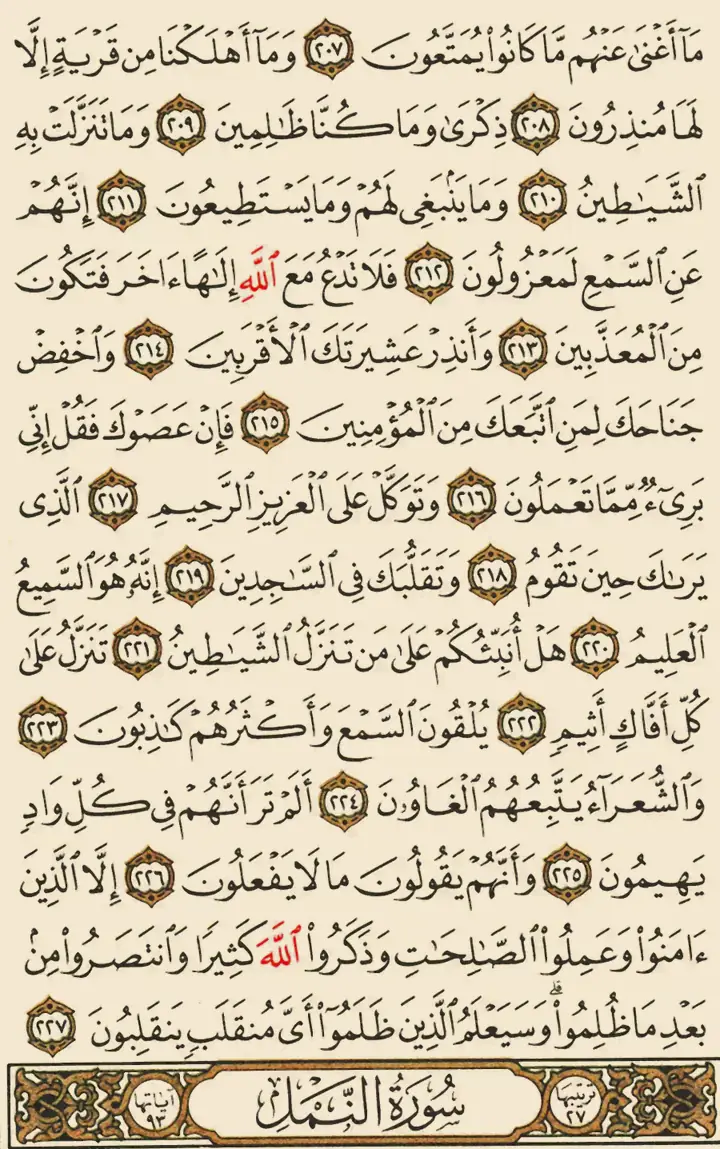 مَآ أَغْنَىٰ عَنْهُم مَّا كَانُوا۟ يُمَتَّعُونَ ٢٠٧ وَمَآ أَهْلَكْنَا مِن قَرْيَةٍ إِلَّا
لَهَا مُنذِرُونَ ٢٠٨ ذِكْرَىٰ وَمَا كُنَّا ظَـٰلِمِينَ ٢٠٩ وَمَا تَنَزَّلَتْ بِهِ
ٱلشَّيَـٰطِينُ ٢١٠ وَمَا يَنۢبَغِى لَهُمْ وَمَا يَسْتَطِيعُونَ ٢١١ إِنَّهُمْ
عَنِ ٱلسَّمْعِ لَمَعْزُولُونَ ٢١٢ فَلَا تَدْعُ مَعَ ٱللَّهِ إِلَـٰهًا ءَاخَرَ فَتَكُونَ
مِنَ ٱلْمُعَذَّبِينَ ٢١٣ وَأَنذِرْ عَشِيرَتَكَ ٱلْأَقْرَبِينَ ٢١٤ وَٱخْفِضْ
جَنَاحَكَ لِمَنِ ٱتَّبَعَكَ مِنَ ٱلْمُؤْمِنِينَ ٢١٥ فَإِنْ عَصَوْكَ فَقُلْ إِنِّى
بَرِىٓءٌ مِّمَّا تَعْمَلُونَ ٢١٦ وَتَوَكَّلْ عَلَى ٱلْعَزِيزِ ٱلرَّحِيمِ ٢١٧ ٱلَّذِى
يَرَىٰكَ حِينَ تَقُومُ ٢١٨ وَتَقَلُّبَكَ فِى ٱلسَّـٰجِدِينَ ٢١٩ إِنَّهُۥ هُوَ ٱلسَّمِيعُ
ٱلْعَلِيمُ ٢٢٠ هَلْ أُنَبِّئُكُمْ عَلَىٰ مَن تَنَزَّلُ ٱلشَّيَـٰطِينُ ٢٢١ تَنَزَّلُ عَلَىٰ
كُلِّ أَفَّاكٍ أَثِيمٍ ٢٢٢ يُلْقُونَ ٱلسَّمْعَ وَأَكْثَرُهُمْ كَـٰذِبُونَ ٢٢٣
وَٱلشُّعَرَآءُ يَتَّبِعُهُمُ ٱلْغَاوُۥنَ ٢٢٤ أَلَمْ تَرَ أَنَّهُمْ فِى كُلِّ وَادٍ
يَهِيمُونَ ٢٢٥ وَأَنَّهُمْ يَقُولُونَ مَا لَا يَفْعَلُونَ ٢٢٦ إِلَّا ٱلَّذِينَ
ءَامَنُوا۟ وَعَمِلُوا۟ ٱلصَّـٰلِحَـٰتِ وَذَكَرُوا۟ ٱللَّهَ كَثِيرًا وَٱنتَصَرُوا۟ مِنۢ
بَعْدِ مَا ظُلِمُوا۟ ۗ وَسَيَعْلَمُ ٱلَّذِينَ ظَلَمُوٓا۟ أَىَّ مُنقَلَبٍ يَنقَلِبُونَ ٢٢٧
ترتيبها ٢٧ سُورَةُ النَّمْلِ آياتها ٩٣